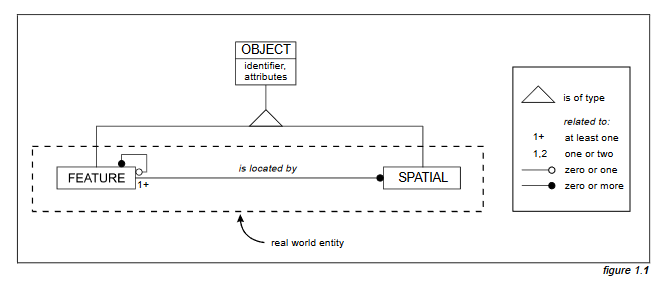 OBJECT
identifier,
attributes
FEATURE
1+
is located by
SPATIAL
real world entity
is of type
related to:
1+ at least one
1,2 one or two
zero or one
zero or more
figure 1.1